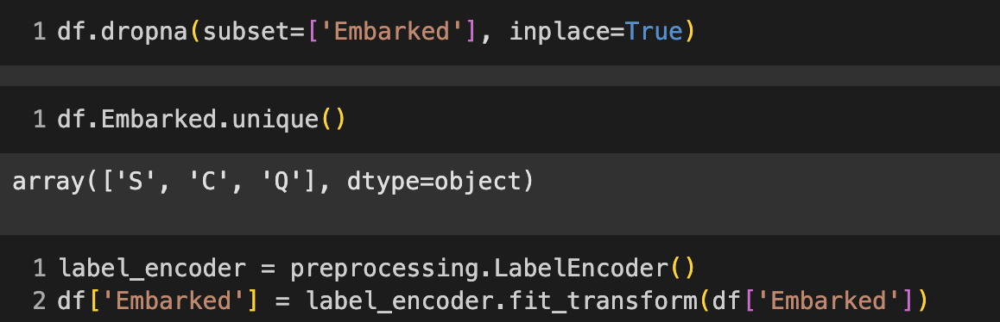 1 df.dropna(subset=['Embarked'], inplace=True)
1 df.Embarked.unique()
array(['S', 'C', 'Q'], dtype=object)
1 label_encoder = preprocessing.LabelEncoder()
2 df['Embarked'] = label_encoder.fit_transform(df['Embarked'])